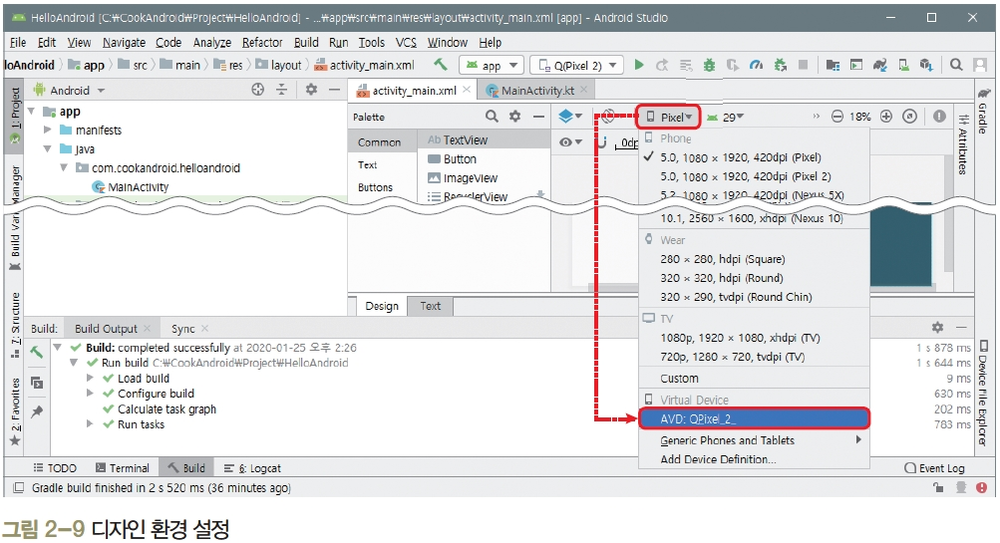 HelloAndroid [C:₩CookAndroid₩Project₩HelloAndroid] - ...₩app₩src₩main₩res₩layout₩activity_main.xml [app] - Android Studio
File Edit View Navigate Code Analyze Refactor Build Run Tools VCS Window Help
lloAndroid app src main res layout activity_main.xml app Q(Pixel 2)
1: Project
Android
activity_main.xml
MainActivity.kt
Gradle
app
manifests
java
com.cookandroid.helloandroid
MainActivity
Palette
Common
Text
Buttons
Ab TextView
Button
ImageView
RecyclerView
Pixel
29
18%
0dp
Attributes
Phone
5.0, 1080 × 1920, 420dpi (Pixel)
5.0, 1080 × 1920, 420dpi (Pixel 2)
5.2, 1080 × 1920, 420dpi (Nexus 5X)
10.1, 2560 × 1600, xhdpi (Nexus 10)
Wear
280 × 280, hdpi (Square)
320 × 320, hdpi (Round)
320 × 290, tvdpi (Round Chin)
TV
1080p, 1920 × 1080, xhdpi (TV)
720p, 1280 × 720, tvdpi (TV)
Custom
Virtual Device
AVD: QPixel_2_
Generic Phones and Tablets
Add Device Definition...
Build Vari
Manager
7: Structure
2: Favorites
Design Text
Build: Build Output Sync
Build: completed successfully at 2020-01-25 오후 2:26 1 s 878 ms
Run build C:₩CookAndroid₩Project₩HelloAndroid 1 s 644 ms
Load build 9 ms
Configure build 630 ms
Calculate task graph 202 ms
Run tasks 783 ms
Device File Explorer
TODO Terminal Build 6: Logcat Event Log
Gradle build finished in 2 s 520 ms (36 minutes ago)
그림 2-9 디자인 환경 설정